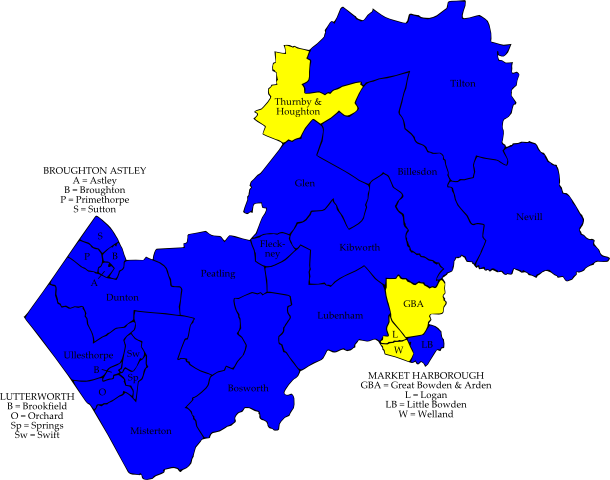 Tilton
Thurnby &
Houghton
BROUGHTON ASTLEY
A = Astley
B = Broughton
P = Primethorpe
S = Sutton
Billesdon
Glen
Nevill
S
P
B
A
Fleck-
ney
Kibworth
Peatling
Dunton
GBA
Lubenham
L
LB
W
Ullesthorpe
Sw
B
Sp
O
Bosworth
Misterton
LUTTERWORTH
B = Brookfield
O = Orchard
Sp = Springs
Sw = Swift
MARKET HARBOROUGH
GBA = Great Bowden & Arden
L = Logan
LB = Little Bowden
W = Welland